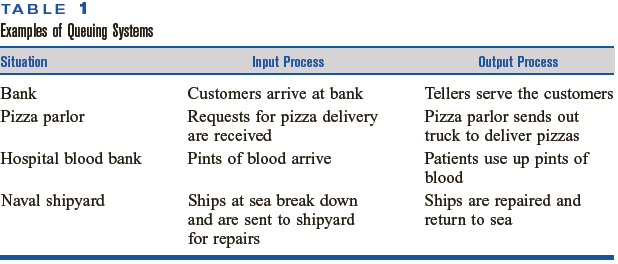 TABLE 1
Examples of Queuing Systems
Situation Input Process Output Process
Bank Customers arrive at bank Tellers serve the customers
Pizza parlor Requests for pizza delivery Pizza parlor sends out
are received truck to deliver pizzas
Hospital blood bank Pints of blood arrive Patients use up pints of
blood
Naval shipyard Ships at sea break down Ships are repaired and
and are sent to shipyard return to sea
for repairs